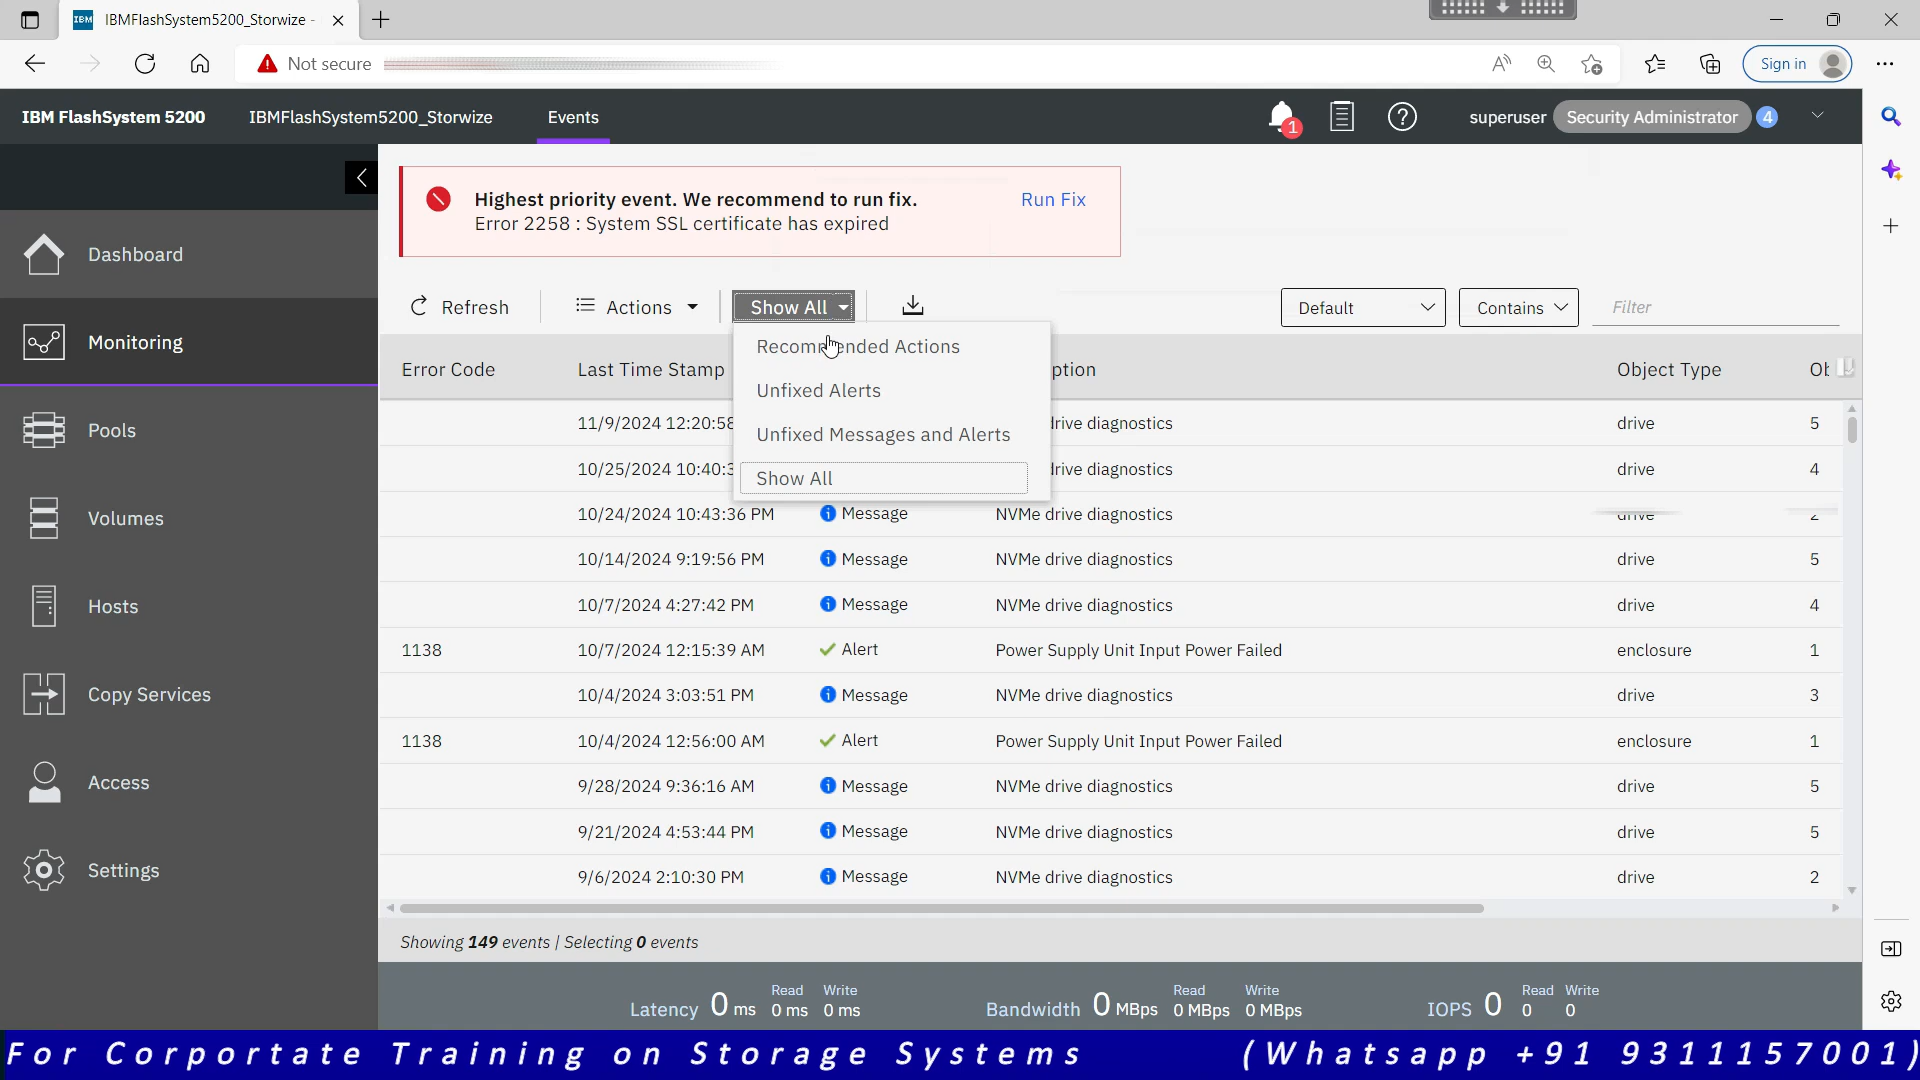 IBMFlashSystem5200_Storwize -
Not secure
Sign in
IBM FlashSystem 5200
IBMFlashSystem5200_Storwize
Events
1
superuser
Security Administrator
4
Highest priority event. We recommend to run fix.
Run Fix
Error 2258 : System SSL certificate has expired
Dashboard
Monitoring
Pools
Volumes
Hosts
Copy Services
Access
Settings
Refresh
Actions
Show All
Default
Contains
Filter
Recommended Actions
Unfixed Alerts
Unfixed Messages and Alerts
Show All
Error Code Last Time Stamp ption Object Type Ob
11/9/2024 12:20:58 drive diagnostics drive 5
10/25/2024 10:40:3 drive diagnostics drive 4
10/24/2024 10:43:36 PM Message NVMe drive diagnostics drive 2
10/14/2024 9:19:56 PM Message NVMe drive diagnostics drive 5
10/7/2024 4:27:42 PM Message NVMe drive diagnostics drive 4
1138 10/7/2024 12:15:39 AM Alert Power Supply Unit Input Power Failed enclosure 1
10/4/2024 3:03:51 PM Message NVMe drive diagnostics drive 3
1138 10/4/2024 12:56:00 AM Alert Power Supply Unit Input Power Failed enclosure 1
9/28/2024 9:36:16 AM Message NVMe drive diagnostics drive 5
9/21/2024 4:53:44 PM Message NVMe drive diagnostics drive 5
9/6/2024 2:10:30 PM Message NVMe drive diagnostics drive 2
Showing 149 events | Selecting 0 events
Latency 0 ms Read 0 ms Write 0 ms
Bandwidth 0 MBps Read 0 MBps Write 0 MBps
IOPS 0 Read 0 Write 0
For Corportate Training on Storage Systems (Whatsapp +91 9311157001)